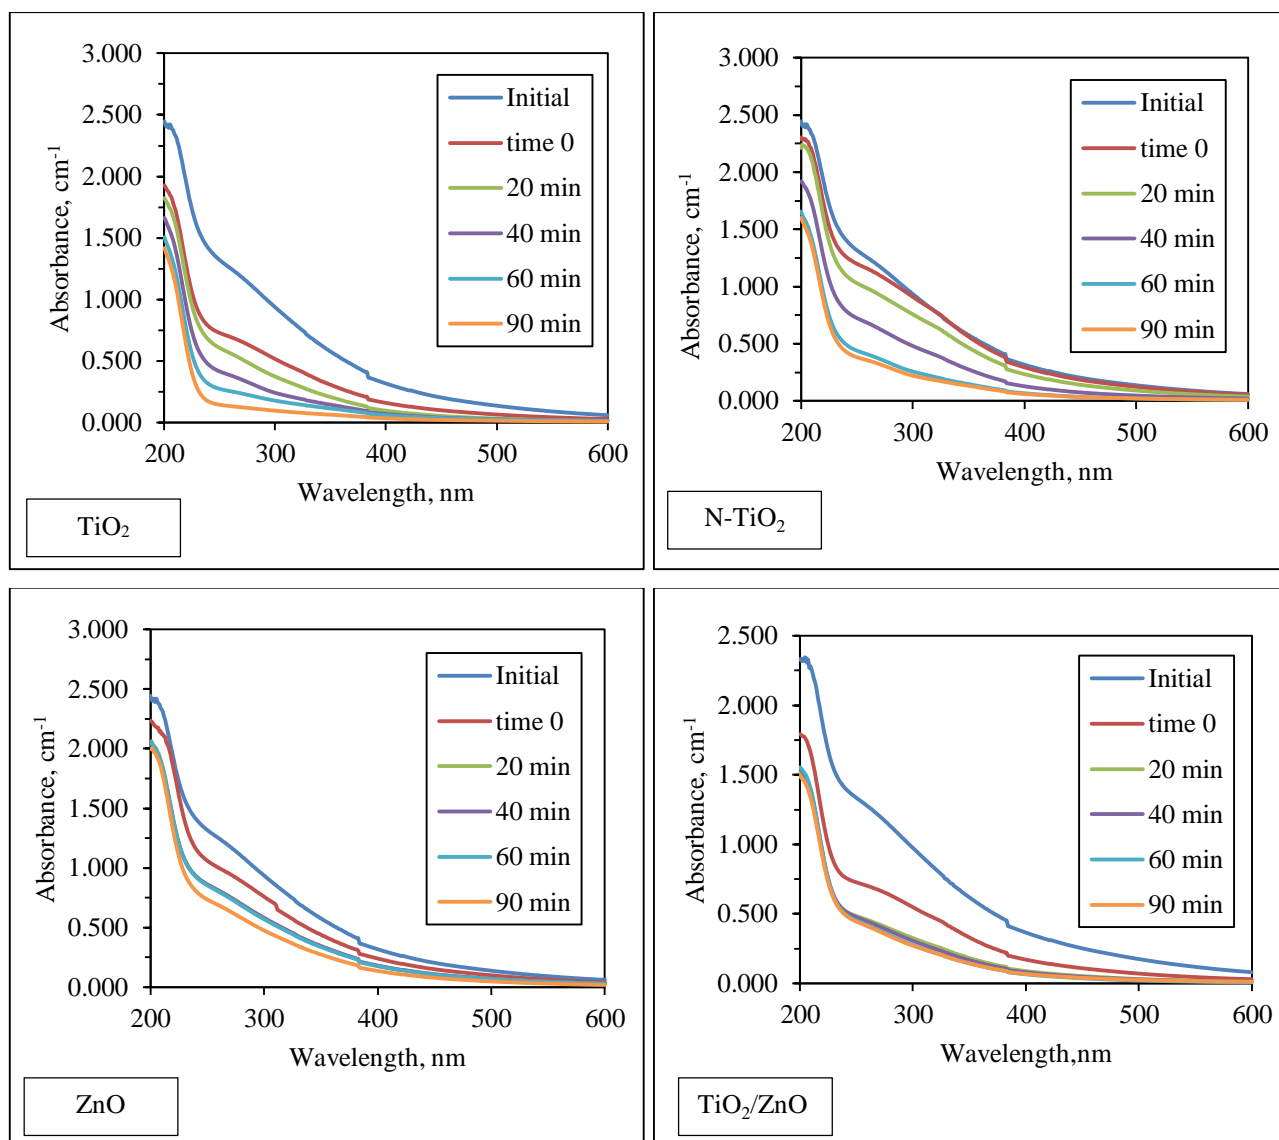 3.000
2.500
2.000
1.500
1.000
0.500
0.000
200 300 400 500 600
Absorbance, cm-1
Wavelength, nm
Initial
time 0
20 min
40 min
60 min
90 min
TiO2
3.000
2.500
2.000
1.500
1.000
0.500
0.000
200 300 400 500 600
Absorbance, cm-1
Wavelength, nm
Initial
time 0
20 min
40 min
60 min
90 min
N-TiO2
3.000
2.500
2.000
1.500
1.000
0.500
0.000
200 300 400 500 600
Absorbance, cm-1
Wavelength, nm
Initial
time 0
20 min
40 min
60 min
90 min
ZnO
2.500
2.000
1.500
1.000
0.500
0.000
200 300 400 500 600
Absorbance, cm-1
Wavelength,nm
Initial
time 0
20 min
40 min
60 min
90 min
TiO2/ZnO